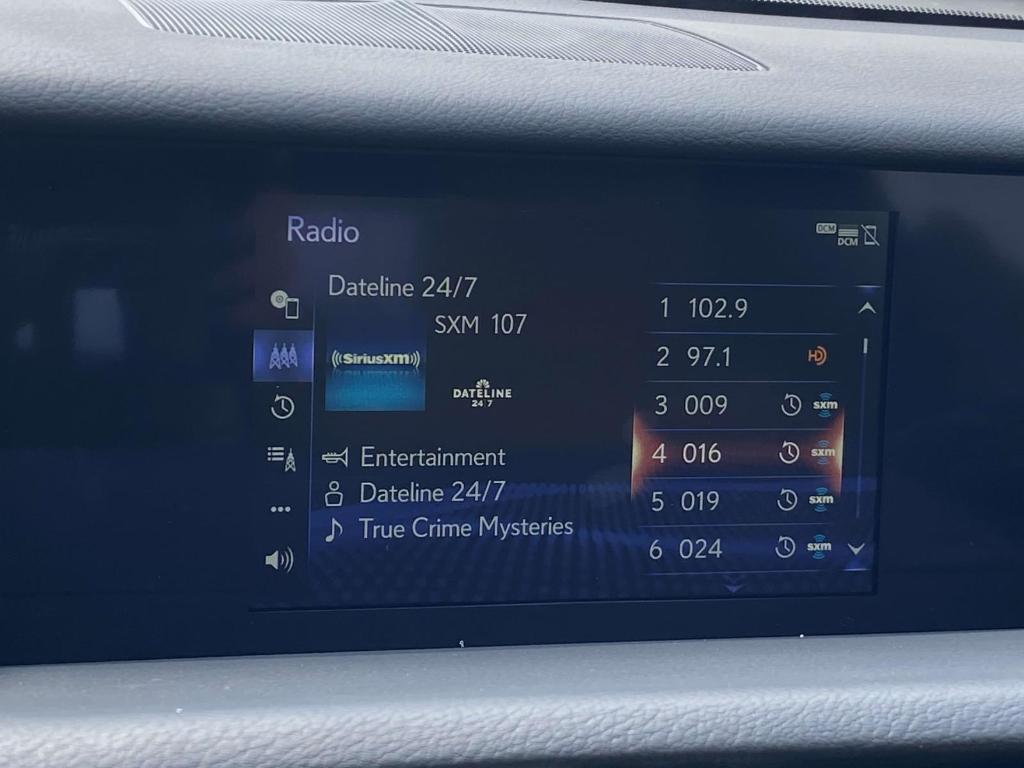 Radio
DCM
DCM
Dateline 24/7
SXM 107
((SiriusXM))
DATELINE
24/7
Entertainment
Dateline 24/7
True Crime Mysteries
1 102.9
2 97.1 HD
3 009 sxm
4 016 sxm
5 019 sxm
6 024 sxm